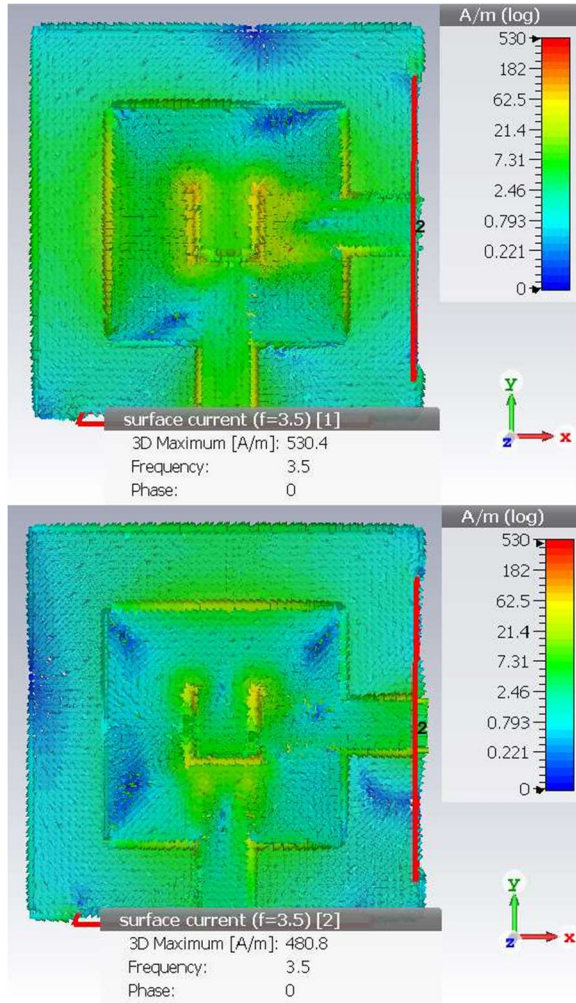 A/m (log)
530
182
62.5
21.4
7.31
2.46
0.793
0.221
0
2
y
z
x
surface current (f=3.5) [1]
3D Maximum [A/m]: 530.4
Frequency: 3.5
Phase: 0
A/m (log)
530
182
62.5
21.4
7.31
2.46
0.793
0.221
0
2
y
z
x
surface current (f=3.5) [2]
3D Maximum [A/m]: 480.8
Frequency: 3.5
Phase: 0